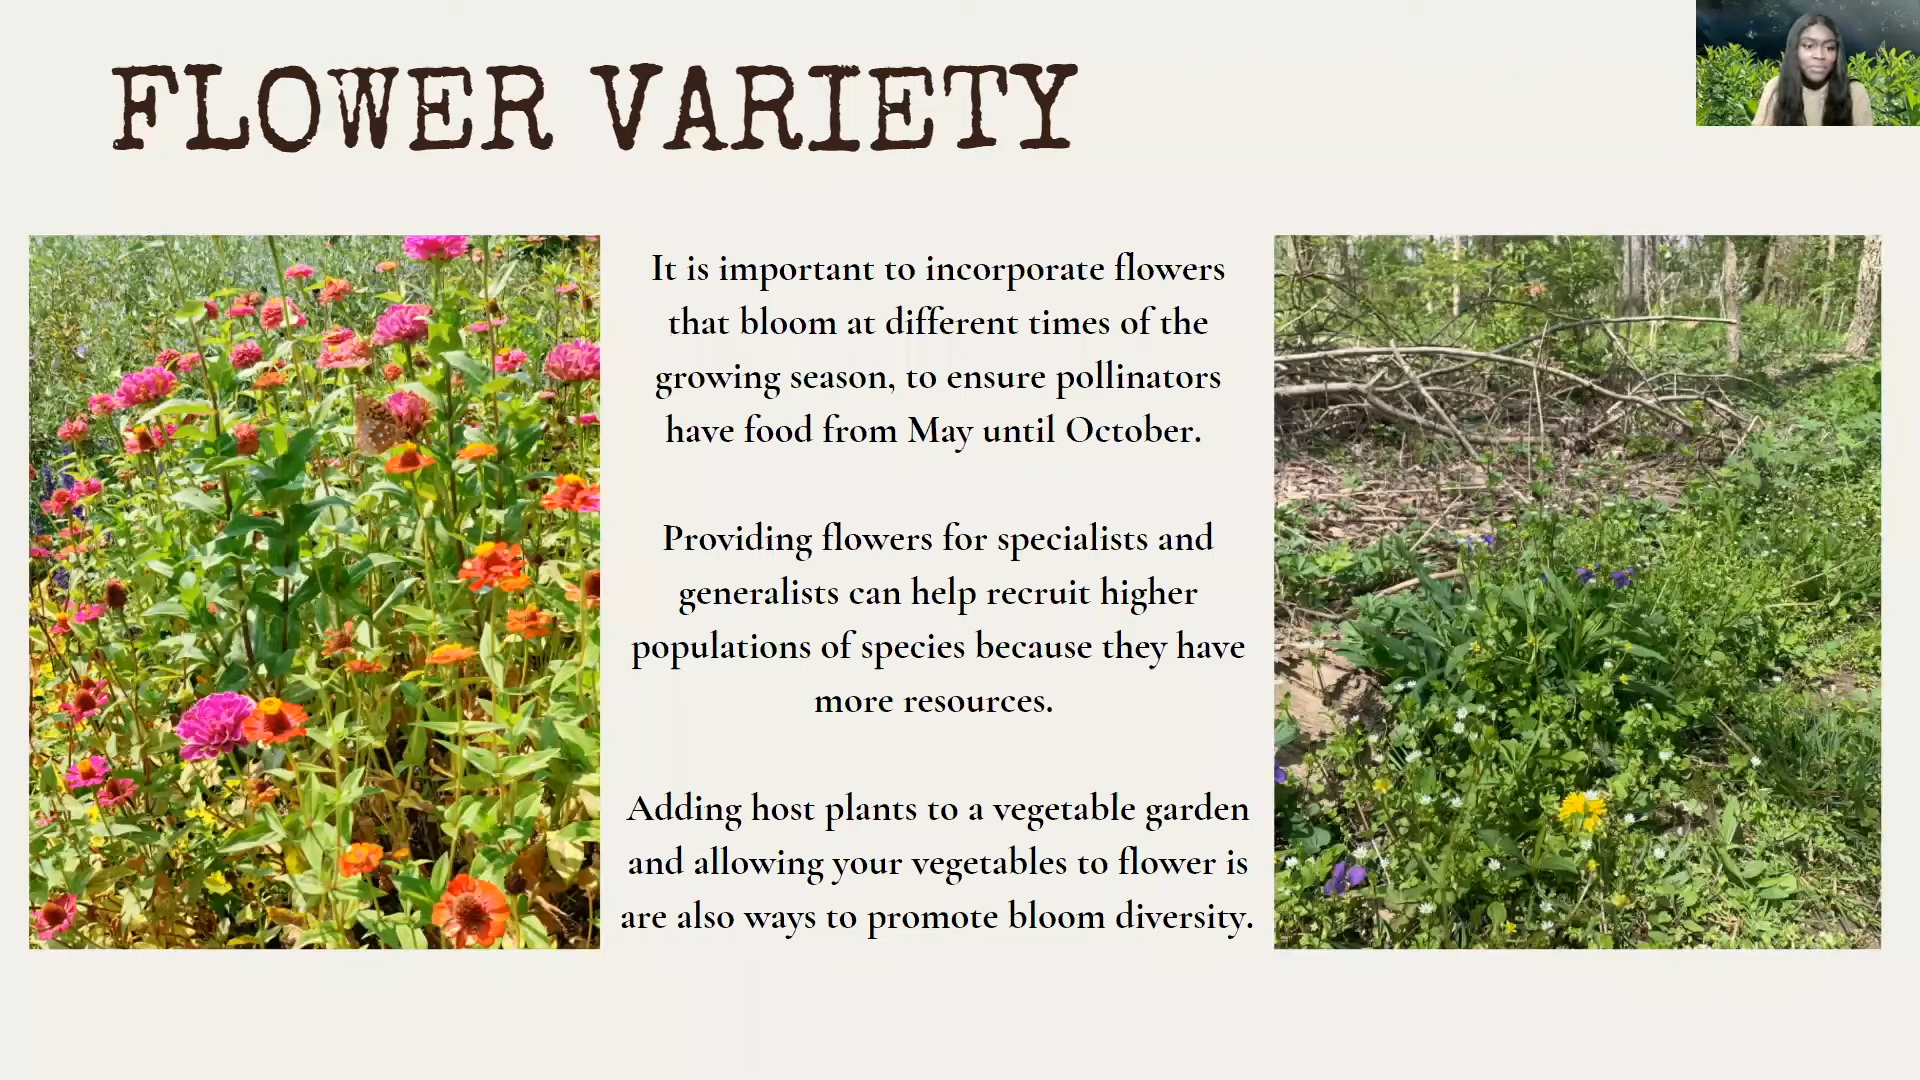 FLOWER VARIETY
It is important to incorporate flowers
that bloom at different times of the
growing season, to ensure pollinators
have food from May until October.
Providing flowers for specialists and
generalists can help recruit higher
populations of species because they have
more resources.
Adding host plants to a vegetable garden
and allowing your vegetables to flower is
are also ways to promote bloom diversity.